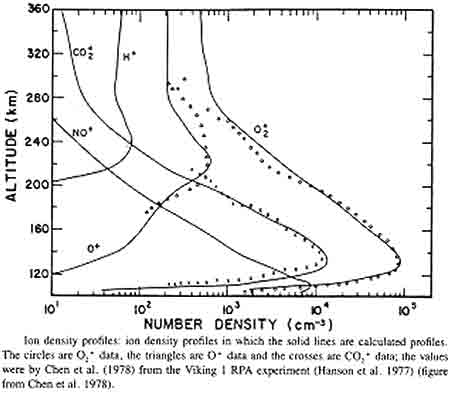 360
320
280
240
200
160
120
ALTITUDE (km)
CO₂⁺
H⁺
NO⁺
O₂⁺
O⁺
10¹
10²
10³
10⁴
10⁵
NUMBER DENSITY (cm⁻³)
Ion density profiles: ion density profiles in which the solid lines are calculated profiles.
The circles are O₂⁺ data, the triangles are O⁺ data and the crosses are CO₂⁺ data; the values
were by Chen et al. (1978) from the Viking 1 RPA experiment (Hanson et al. 1977) (figure
from Chen et al. 1978).